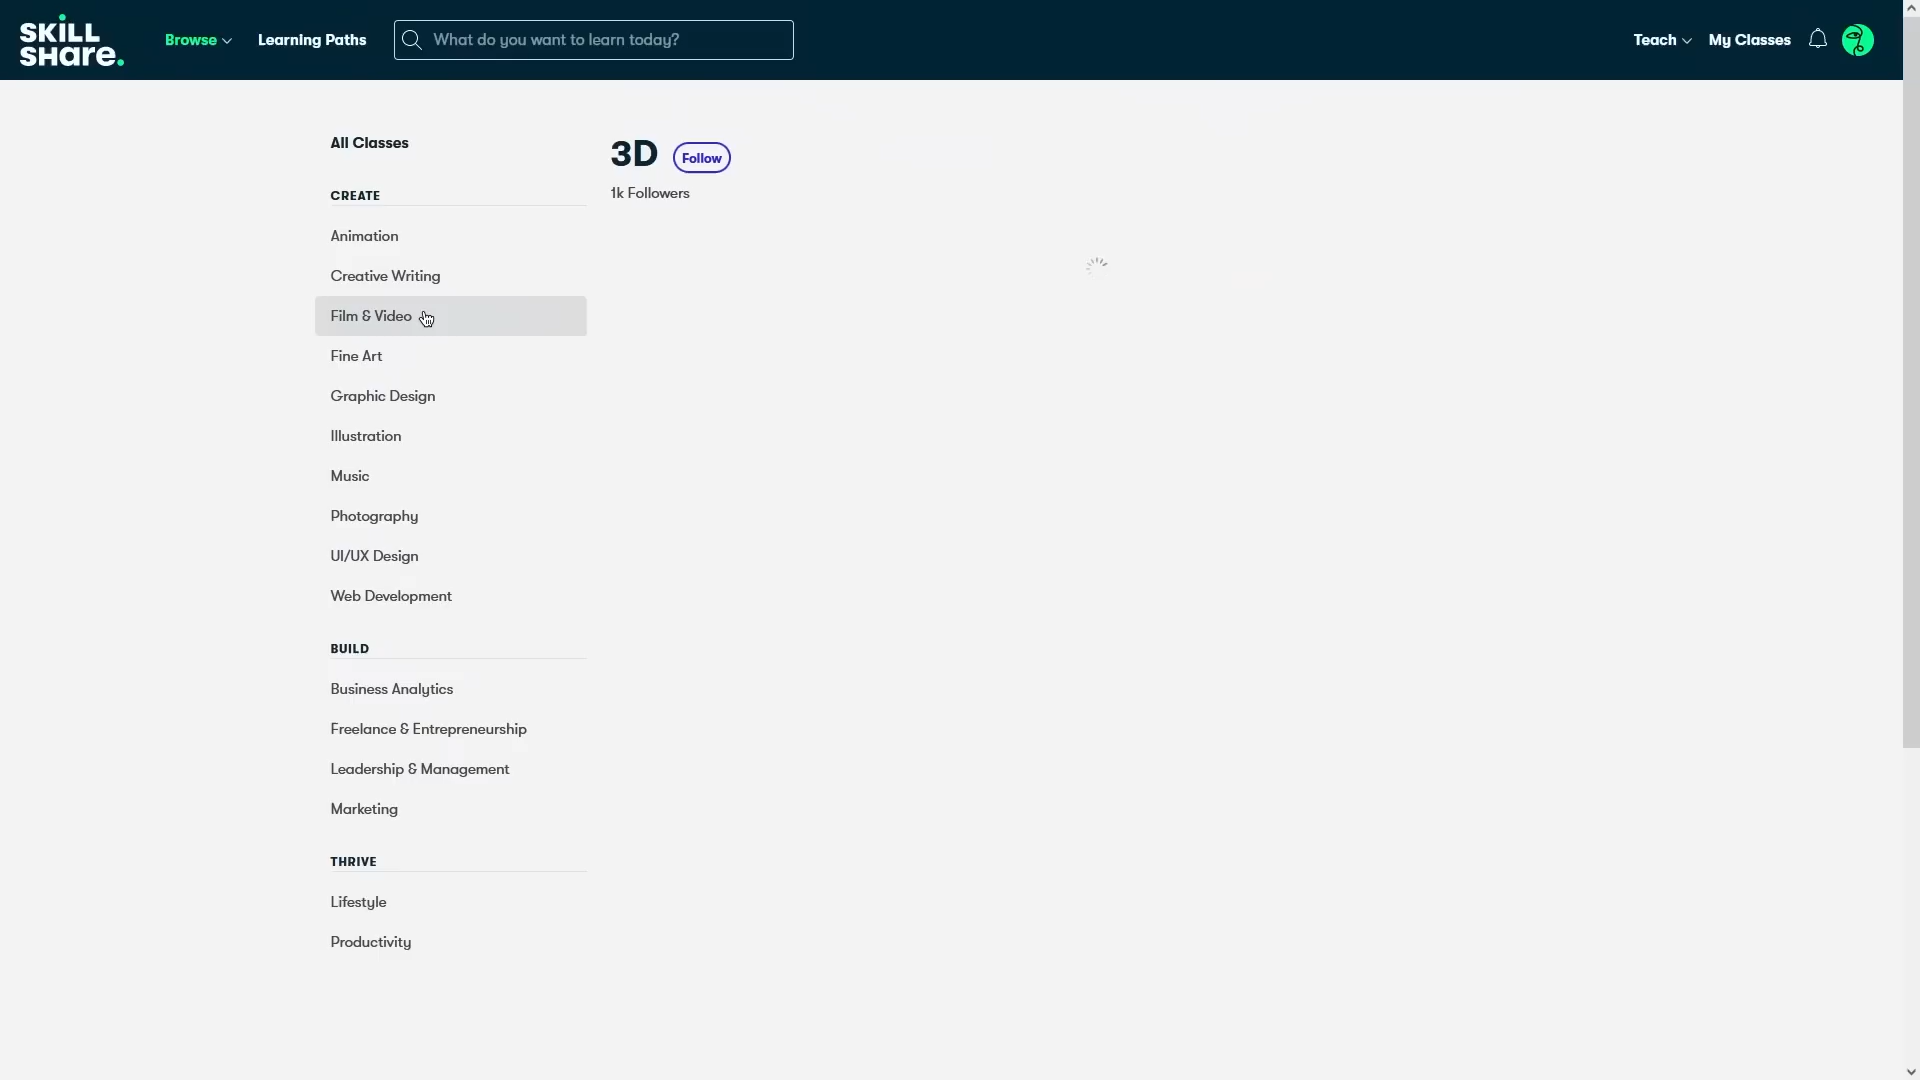 SKILL
SHare.
Browse
Learning Paths
What do you want to learn today?
Teach
My Classes
All Classes
3D
Follow
1k Followers
CREATE
Animation
Creative Writing
Film & Video
Fine Art
Graphic Design
Illustration
Music
Photography
UI/UX Design
Web Development
BUILD
Business Analytics
Freelance & Entrepreneurship
Leadership & Management
Marketing
THRIVE
Lifestyle
Productivity